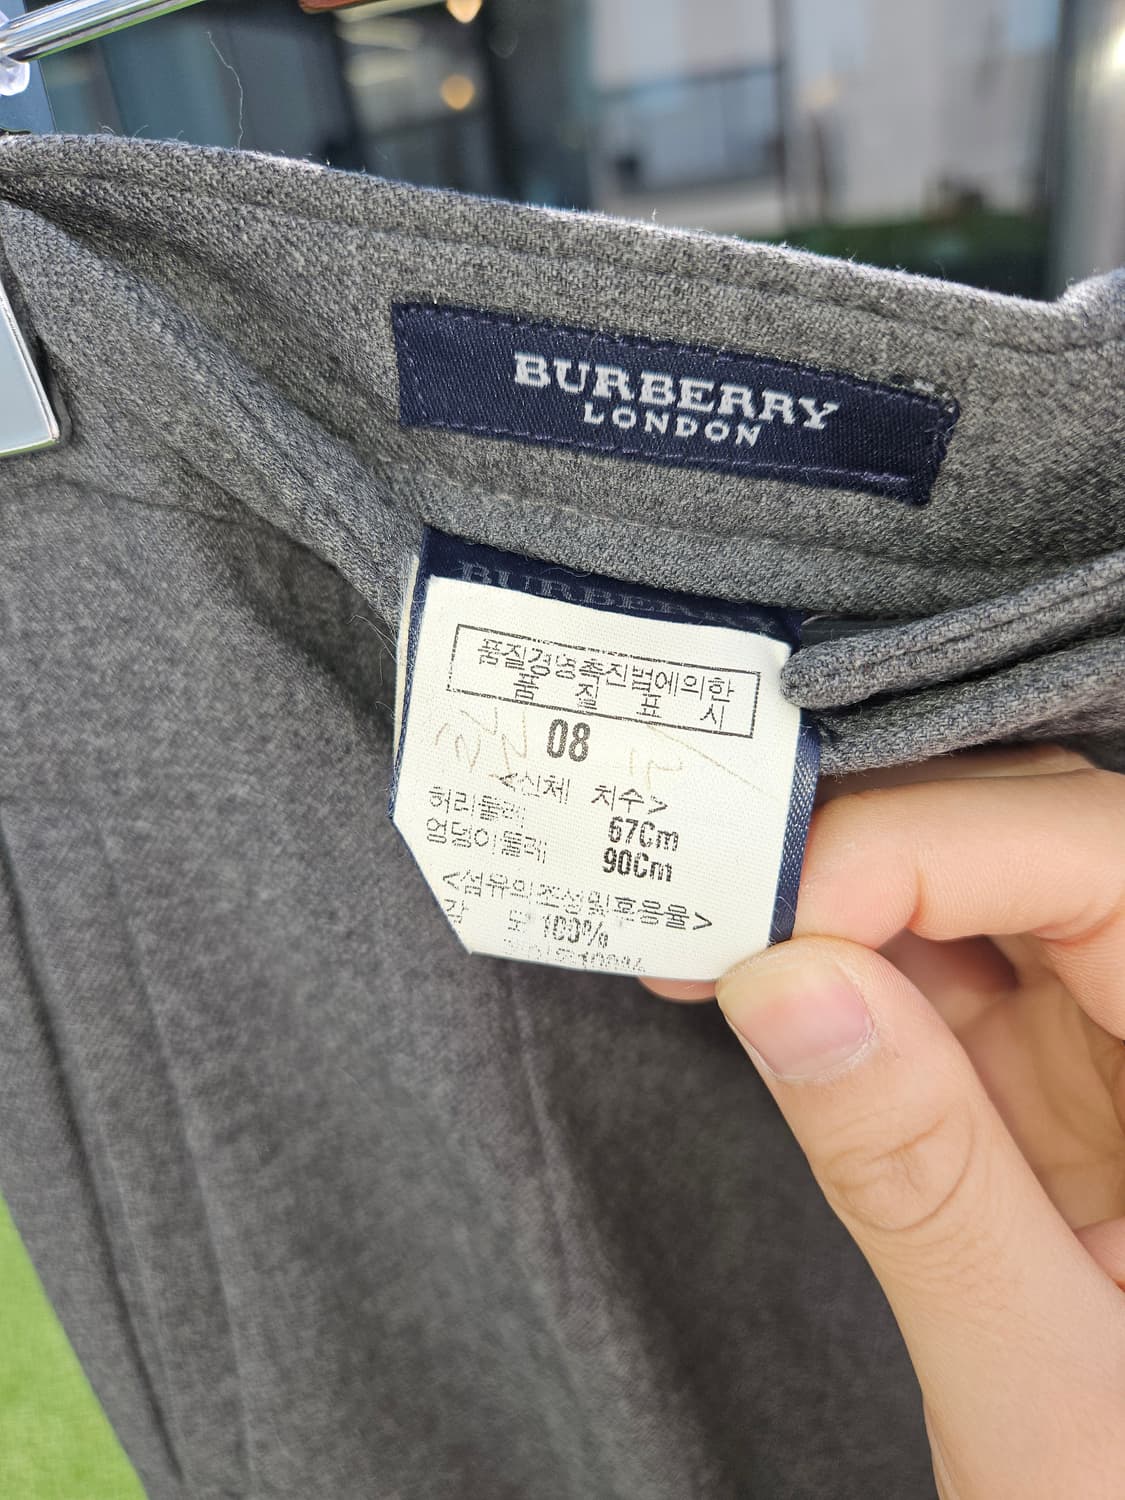 BURBERRY
LONDON
BURBERRY
품질경영촉진법에의한
품 질 표 시
08
<신체 치수>
허리둘레 67Cm
엉덩이둘레 90Cm
<섬유의조성및혼용율>
100%
100%